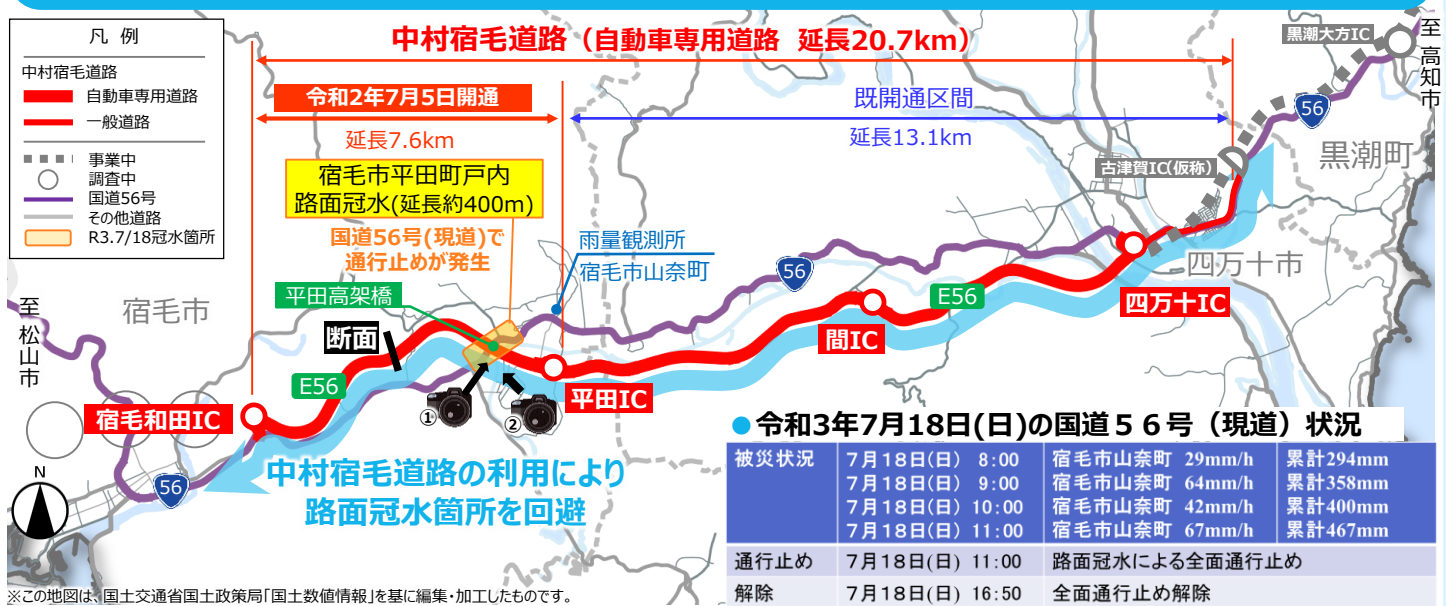 凡 例
中村宿毛道路
自動車専用道路
一般道路
事業中
調査中
国道56号
その他道路
R3.7/18冠水箇所
中村宿毛道路（自動車専用道路 延長20.7km）
令和2年7月5日開通
延長7.6km
既開通区間
延長13.1km
黒潮大方IC
至高知市
56
黒潮町
古津賀IC(仮称)
宿毛市平田町戸内
路面冠水(延長約400m)
国道56号(現道)で
通行止めが発生
雨量観測所
宿毛市山奈町
56
四万十市
平田高架橋
E56
四万十IC
至松山市
宿毛市
断面
間IC
E56
平田IC
①
②
宿毛和田IC
N
56
中村宿毛道路の利用により
路面冠水箇所を回避
●令和3年7月18日(日)の国道５６号（現道）状況
被災状況 7月18日(日) 8:00 宿毛市山奈町 29mm/h 累計294mm
7月18日(日) 9:00 宿毛市山奈町 64mm/h 累計358mm
7月18日(日) 10:00 宿毛市山奈町 42mm/h 累計400mm
7月18日(日) 11:00 宿毛市山奈町 67mm/h 累計467mm
通行止め 7月18日(日) 11:00 路面冠水による全面通行止め
解除 7月18日(日) 16:50 全面通行止め解除
※この地図は、国土交通省国土政策局「国土数値情報」を基に編集・加工したものです。